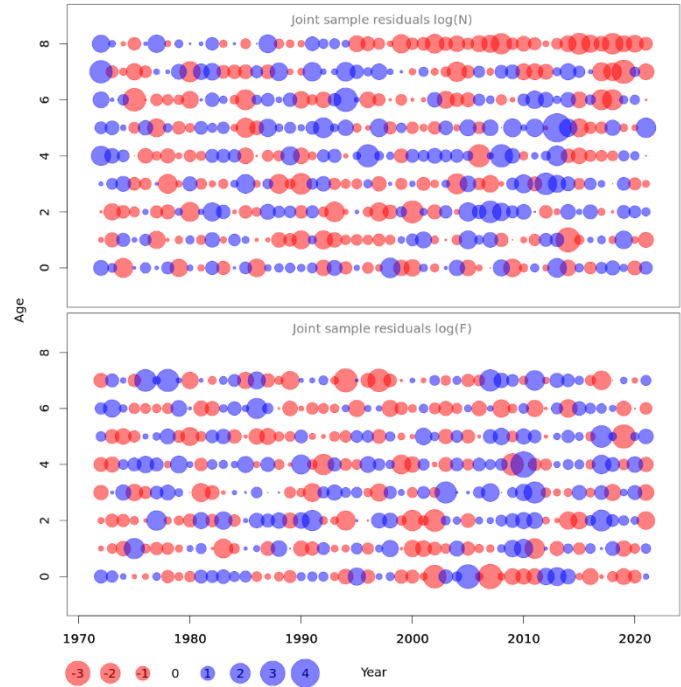 Joint sample residuals log(N)
8
6
4
2
0
Age
Joint sample residuals log(F)
8
6
4
2
0
1970 1980 1990 2000 2010 2020
-3 -2 -1 0 1 2 3 4 Year